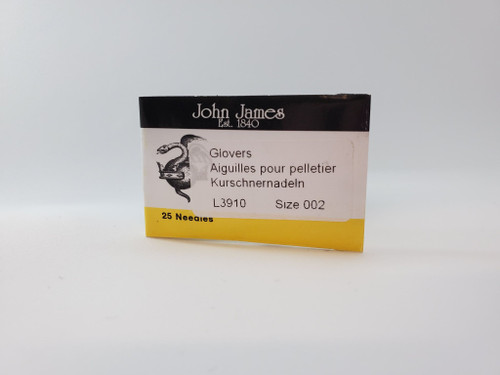 John James
Est. 1840
Glovers
Aiguilles pour pelletier
Kurschnernadeln
L3910 Size 002
25 Needles